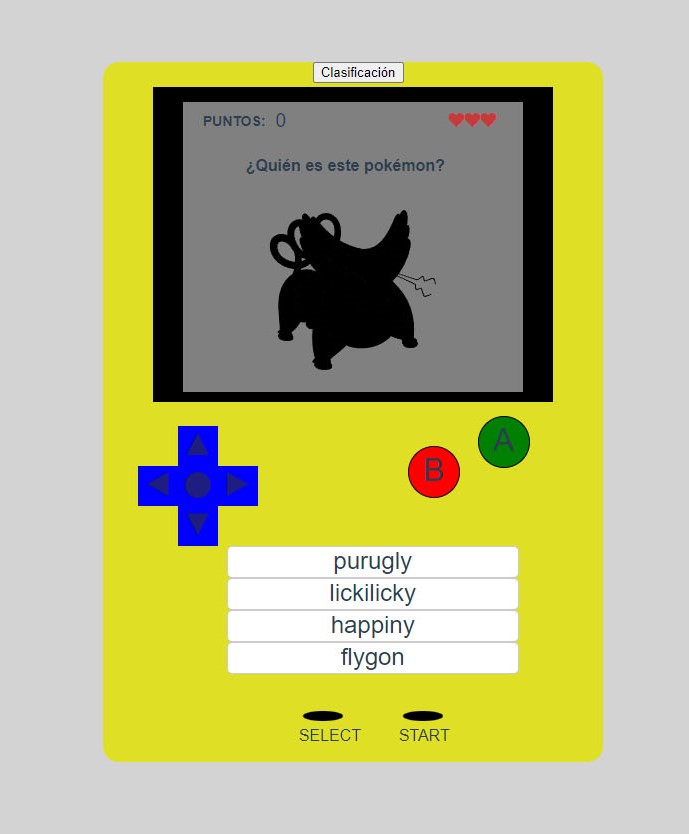 Clasificación
PUNTOS: 0
¿Quién es este pokémon?
A
B
purugly
lickilicky
happiny
flygon
SELECT START